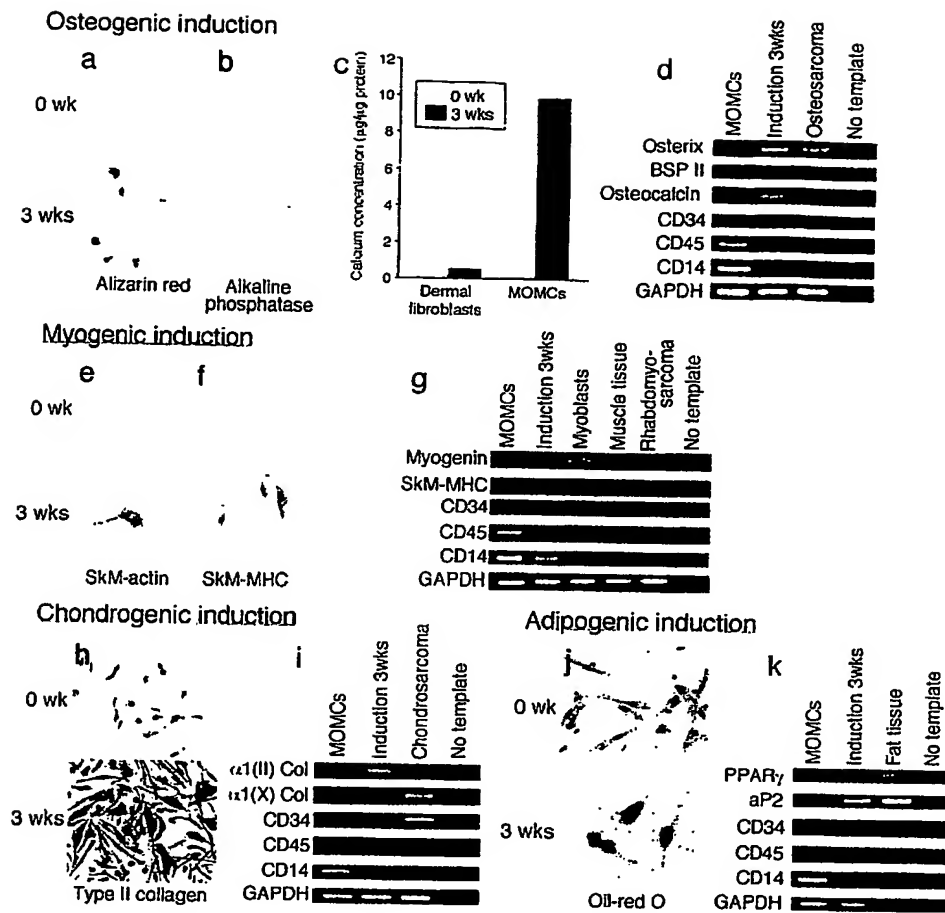 Osteogenic induction
a
b
0 wk
3 wks
Alizarin red
Alkaline
phosphatase
c
Calcium concentration (µg/µg protein)
12
10
8
6
4
2
0
0 wk
3 wks
Dermal
fibroblasts
MOMCs
d
MOMCs
Induction 3wks
Osteosarcoma
No template
Osterix
BSP II
Osteocalcin
CD34
CD45
CD14
GAPDH
Myogenic induction
e
f
0 wk
3 wks
SkM-actin
SkM-MHC
g
MOMCs
Induction 3wks
Myoblasts
Muscle tissue
Rhabdomyo-
sarcoma
No template
Myogenin
SkM-MHC
CD34
CD45
CD14
GAPDH
Chondrogenic induction
h
0 wk
3 wks
Type II collagen
i
MOMCs
Induction 3wks
Chondrosarcoma
No template
α1(II) Col
α1(X) Col
CD34
CD45
CD14
GAPDH
Adipogenic induction
j
0 wk
3 wks
Oil-red O
k
MOMCs
Induction 3wks
Fat tissue
No template
PPARγ
aP2
CD34
CD45
CD14
GAPDH